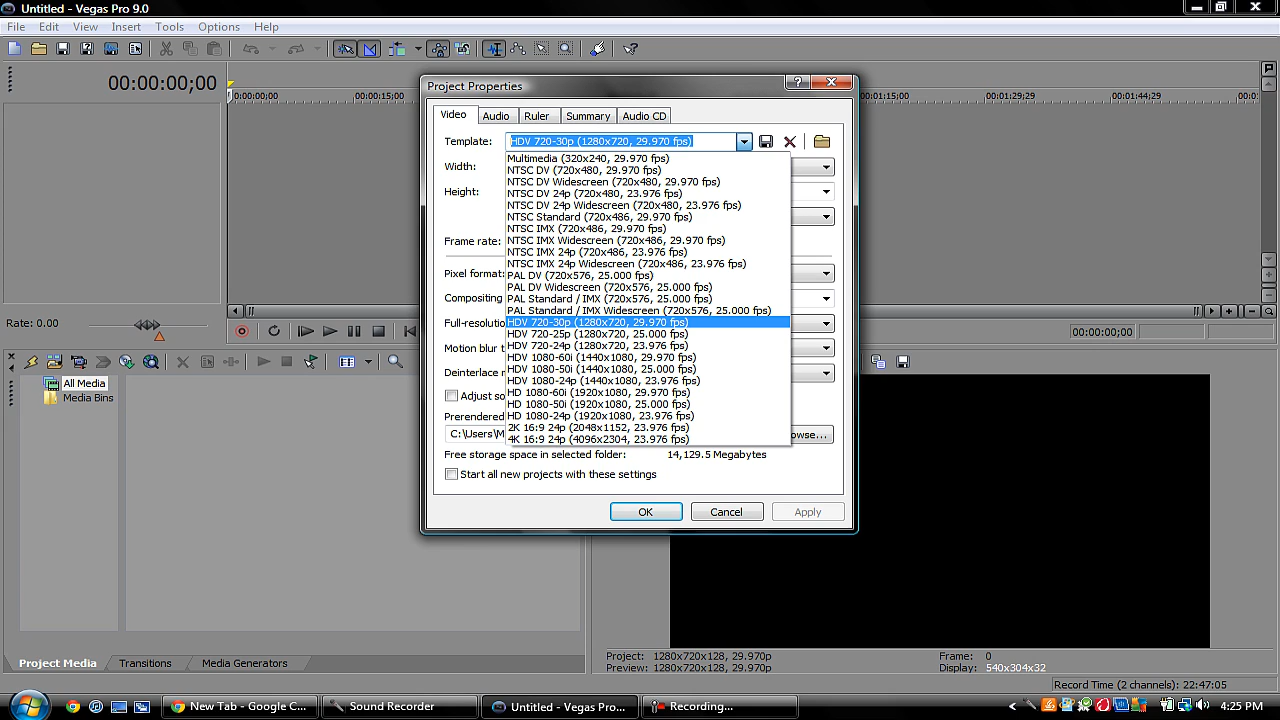 Untitled - Vegas Pro 9.0
File Edit View Insert Tools Options Help
00:00:00;00
0:00:00;00 00:00:15;00 00:01:15;00 00:01:29;29 00:01:44;29 00:0
Rate: 0.00
00:00:00;00
Project Properties
Video Audio Ruler Summary Audio CD
Template: HDV 720-30p (1280x720, 29.970 fps)
Width:
Height:
Frame rate:
Pixel format:
Compositing
Full-resolutio
Motion blur t
Deinterlace m
Adjust so
Prerendered
C:\Users\M
owse...
Multimedia (320x240, 29.970 fps)
NTSC DV (720x480, 29.970 fps)
NTSC DV Widescreen (720x480, 29.970 fps)
NTSC DV 24p (720x480, 23.976 fps)
NTSC DV 24p Widescreen (720x480, 23.976 fps)
NTSC Standard (720x486, 29.970 fps)
NTSC IMX (720x486, 29.970 fps)
NTSC IMX Widescreen (720x486, 29.970 fps)
NTSC IMX 24p (720x486, 23.976 fps)
NTSC IMX 24p Widescreen (720x486, 23.976 fps)
PAL DV (720x576, 25.000 fps)
PAL DV Widescreen (720x576, 25.000 fps)
PAL Standard / IMX (720x576, 25.000 fps)
PAL Standard / IMX Widescreen (720x576, 25.000 fps)
HDV 720-30p (1280x720, 29.970 fps)
HDV 720-25p (1280x720, 25.000 fps)
HDV 720-24p (1280x720, 23.976 fps)
HDV 1080-60i (1440x1080, 29.970 fps)
HDV 1080-50i (1440x1080, 25.000 fps)
HDV 1080-24p (1440x1080, 23.976 fps)
HD 1080-60i (1920x1080, 29.970 fps)
HD 1080-50i (1920x1080, 25.000 fps)
HD 1080-24p (1920x1080, 23.976 fps)
2K 16:9 24p (2048x1152, 23.976 fps)
4K 16:9 24p (4096x2304, 23.976 fps)
Free storage space in selected folder: 14,129.5 Megabytes
Start all new projects with these settings
OK Cancel Apply
All Media
Media Bins
Project Media Transitions Media Generators
Project: 1280x720x128, 29.970p Frame: 0
Preview: 1280x720x128, 29.970p Display: 540x304x32
Record Time (2 channels): 22:47:05
New Tab - Google C... Sound Recorder Untitled - Vegas Pro... Recording... 4:25 PM